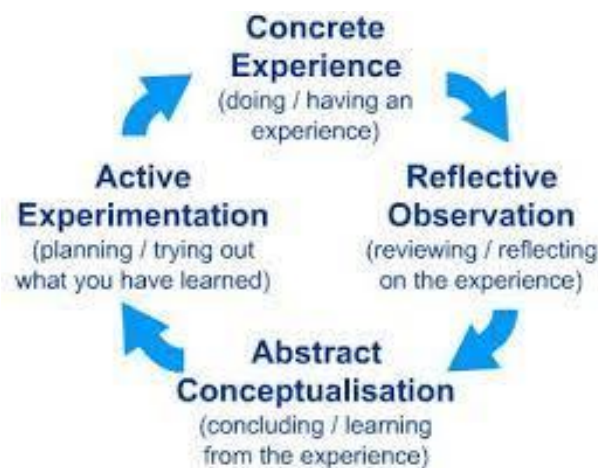 Concrete
Experience
(doing / having an
experience)
Reflective
Observation
(reviewing / reflecting
on the experience)
Abstract
Conceptualisation
(concluding / learning
from the experience)
Active
Experimentation
(planning / trying out
what you have learned)